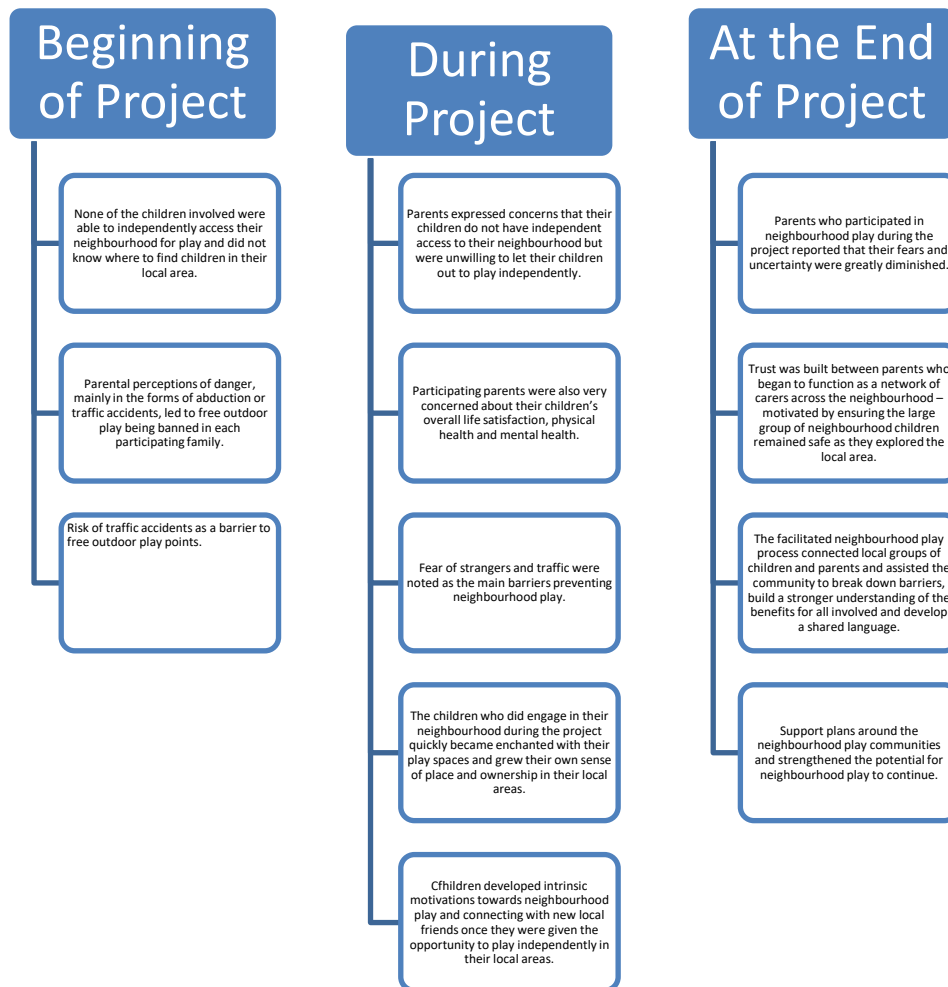 Beginning
of Project
None of the children involved were
able to independently access their
neighbourhood for play and did not
know where to find children in their
local area.
Parental perceptions of danger,
mainly in the forms of abduction or
traffic accidents, led to free outdoor
play being banned in each
participating family.
Risk of traffic accidents as a barrier to
free outdoor play points.
During
Project
Parents expressed concerns that their
children do not have independent
access to their neighbourhood but
were unwilling to let their children
out to play independently.
Participating parents were also very
concerned about their children’s
overall life satisfaction, physical
health and mental health.
Fear of strangers and traffic were
noted as the main barriers preventing
neighbourhood play.
The children who did engage in their
neighbourhood during the project
quickly became enchanted with their
play spaces and grew their own sense
of place and ownership in their local
areas.
Cfhildren developed intrinsic
motivations towards neighbourhood
play and connecting with new local
friends once they were given the
opportunity to play independently in
their local areas.
At the End
of Project
Parents who participated in
neighbourhood play during the
project reported that their fears and
uncertainty were greatly diminished.
Trust was built between parents who
began to function as a network of
carers across the neighbourhood –
motivated by ensuring the large
group of neighbourhood children
remained safe as they explored the
local area.
The facilitated neighbourhood play
process connected local groups of
children and parents and assisted the
community to break down barriers,
build a stronger understanding of the
benefits for all involved and develop
a shared language.
Support plans around the
neighbourhood play communities
and strengthened the potential for
neighbourhood play to continue.